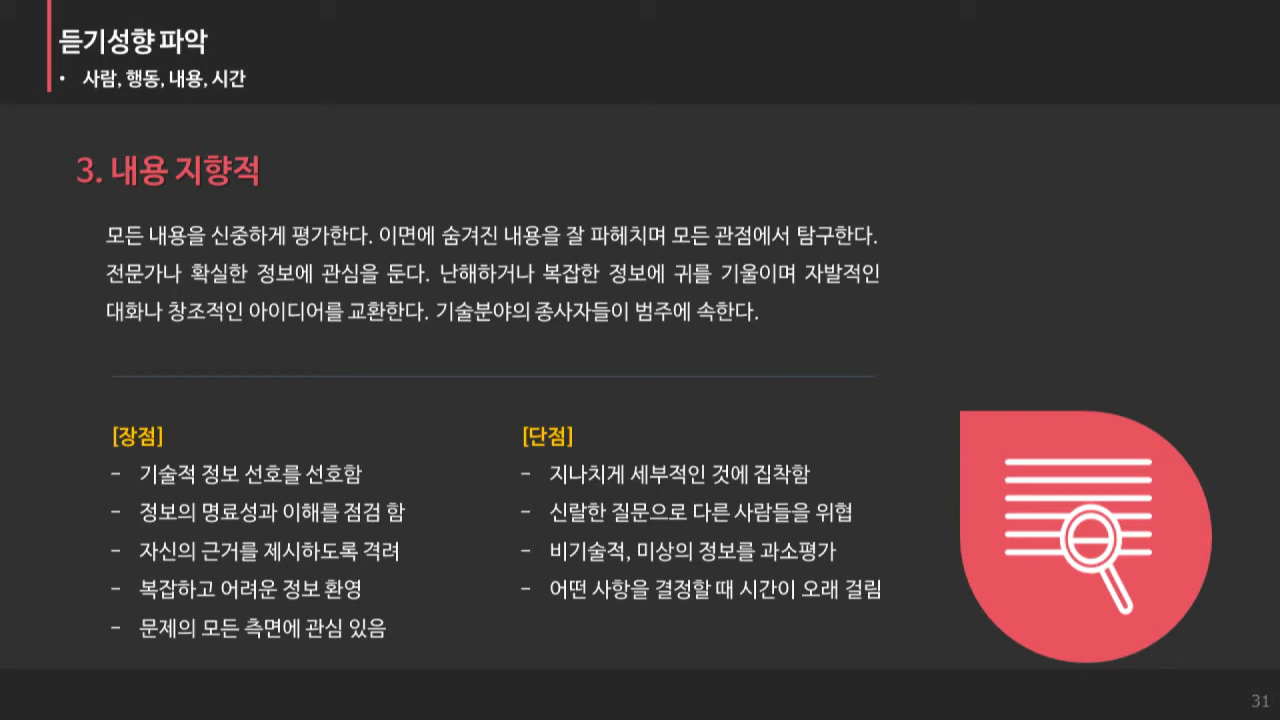 듣기성향 파악
• 사람, 행동, 내용, 시간
3. 내용 지향적
모든 내용을 신중하게 평가한다. 이면에 숨겨진 내용을 잘 파헤치며 모든 관점에서 탐구한다.
전문가나 확실한 정보에 관심을 둔다. 난해하거나 복잡한 정보에 귀를 기울이며 자발적인
대화나 창조적인 아이디어를 교환한다. 기술분야의 종사자들이 범주에 속한다.
[장점]
- 기술적 정보 선호를 선호함
- 정보의 명료성과 이해를 점검 함
- 자신의 근거를 제시하도록 격려
- 복잡하고 어려운 정보 환영
- 문제의 모든 측면에 관심 있음
[단점]
- 지나치게 세부적인 것에 집착함
- 신랄한 질문으로 다른 사람들을 위협
- 비기술적, 미상의 정보를 과소평가
- 어떤 사항을 결정할 때 시간이 오래 걸림
31